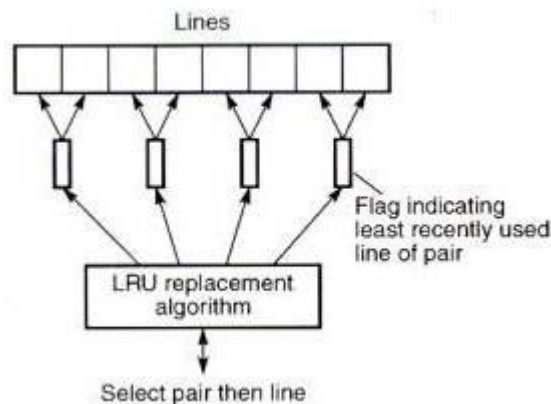 Lines
Flag indicating
least recently used
line of pair
LRU replacement
algorithm
Select pair then line